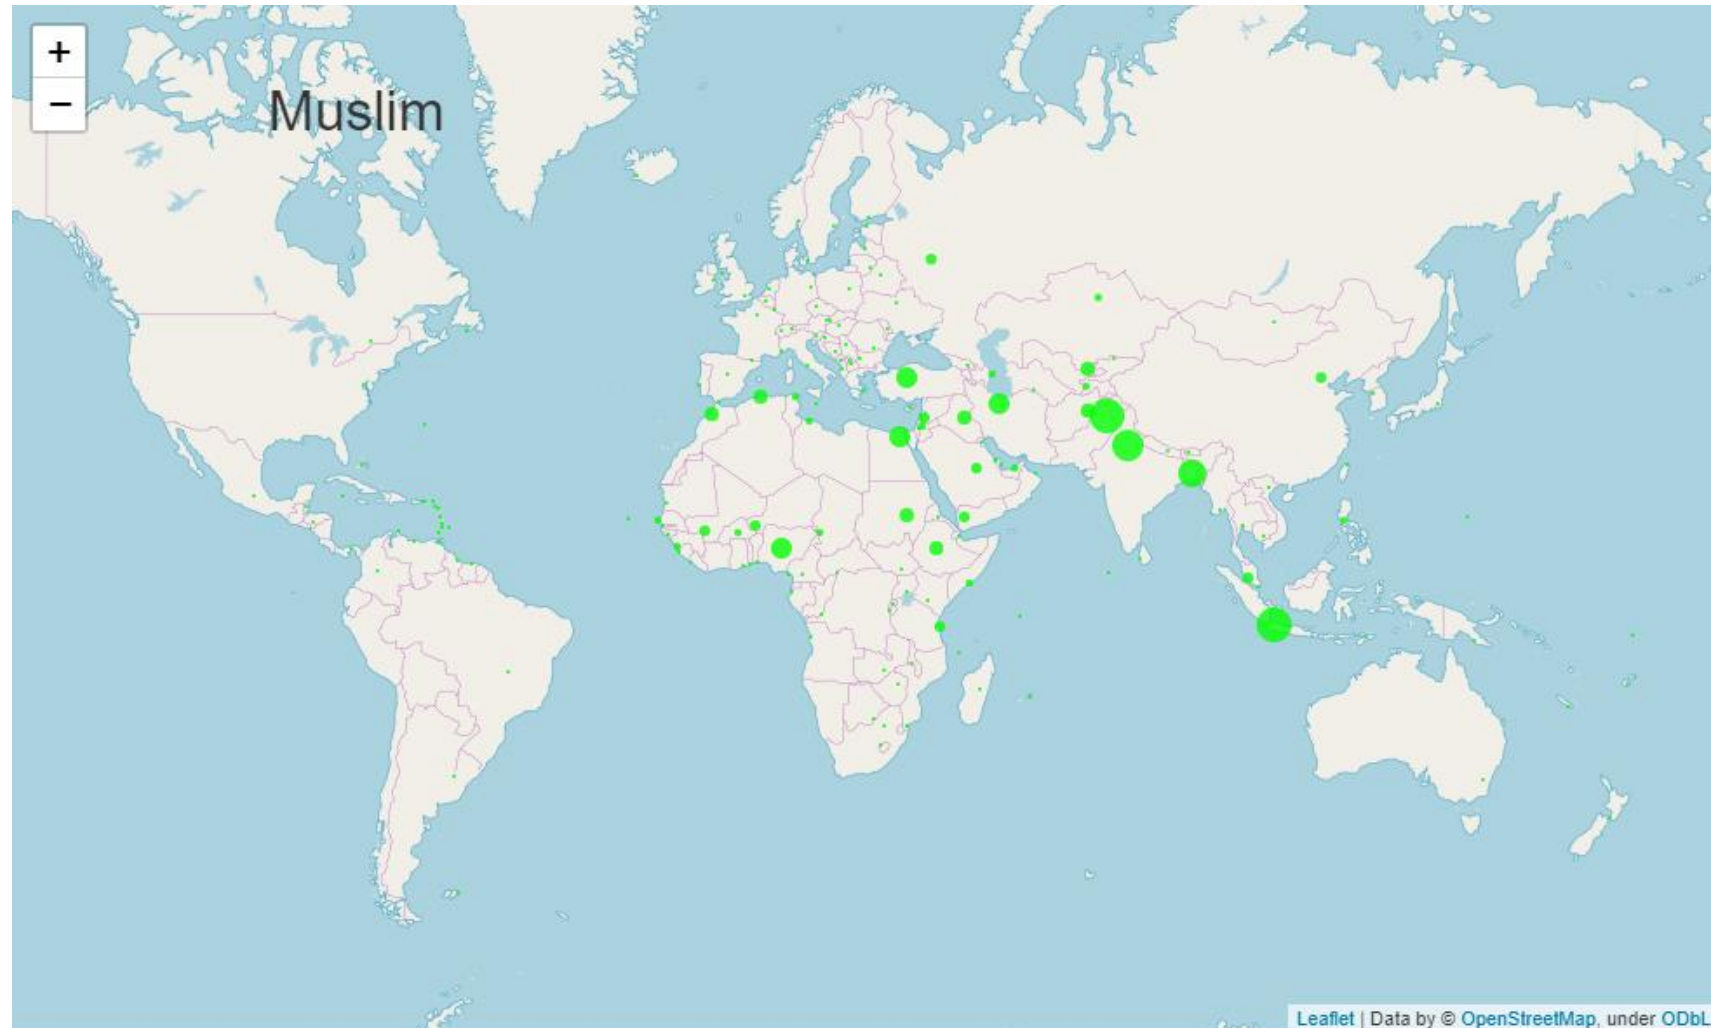 +
−
Muslim
Leaflet | Data by © OpenStreetMap, under ODbL